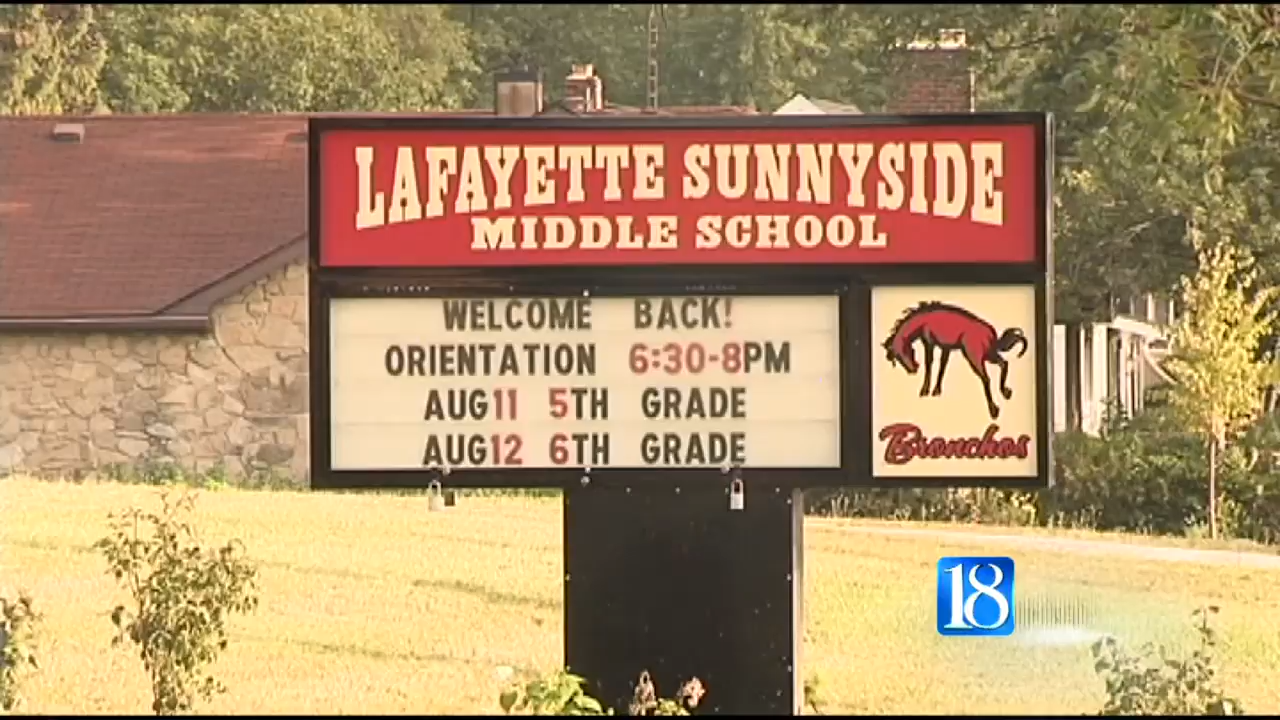 LAFAYETTE SUNNYSIDE
MIDDLE SCHOOL
WELCOME BACK!
ORIENTATION 6:30-8PM
AUG11 5TH GRADE
AUG12 6TH GRADE
Bronchos
18